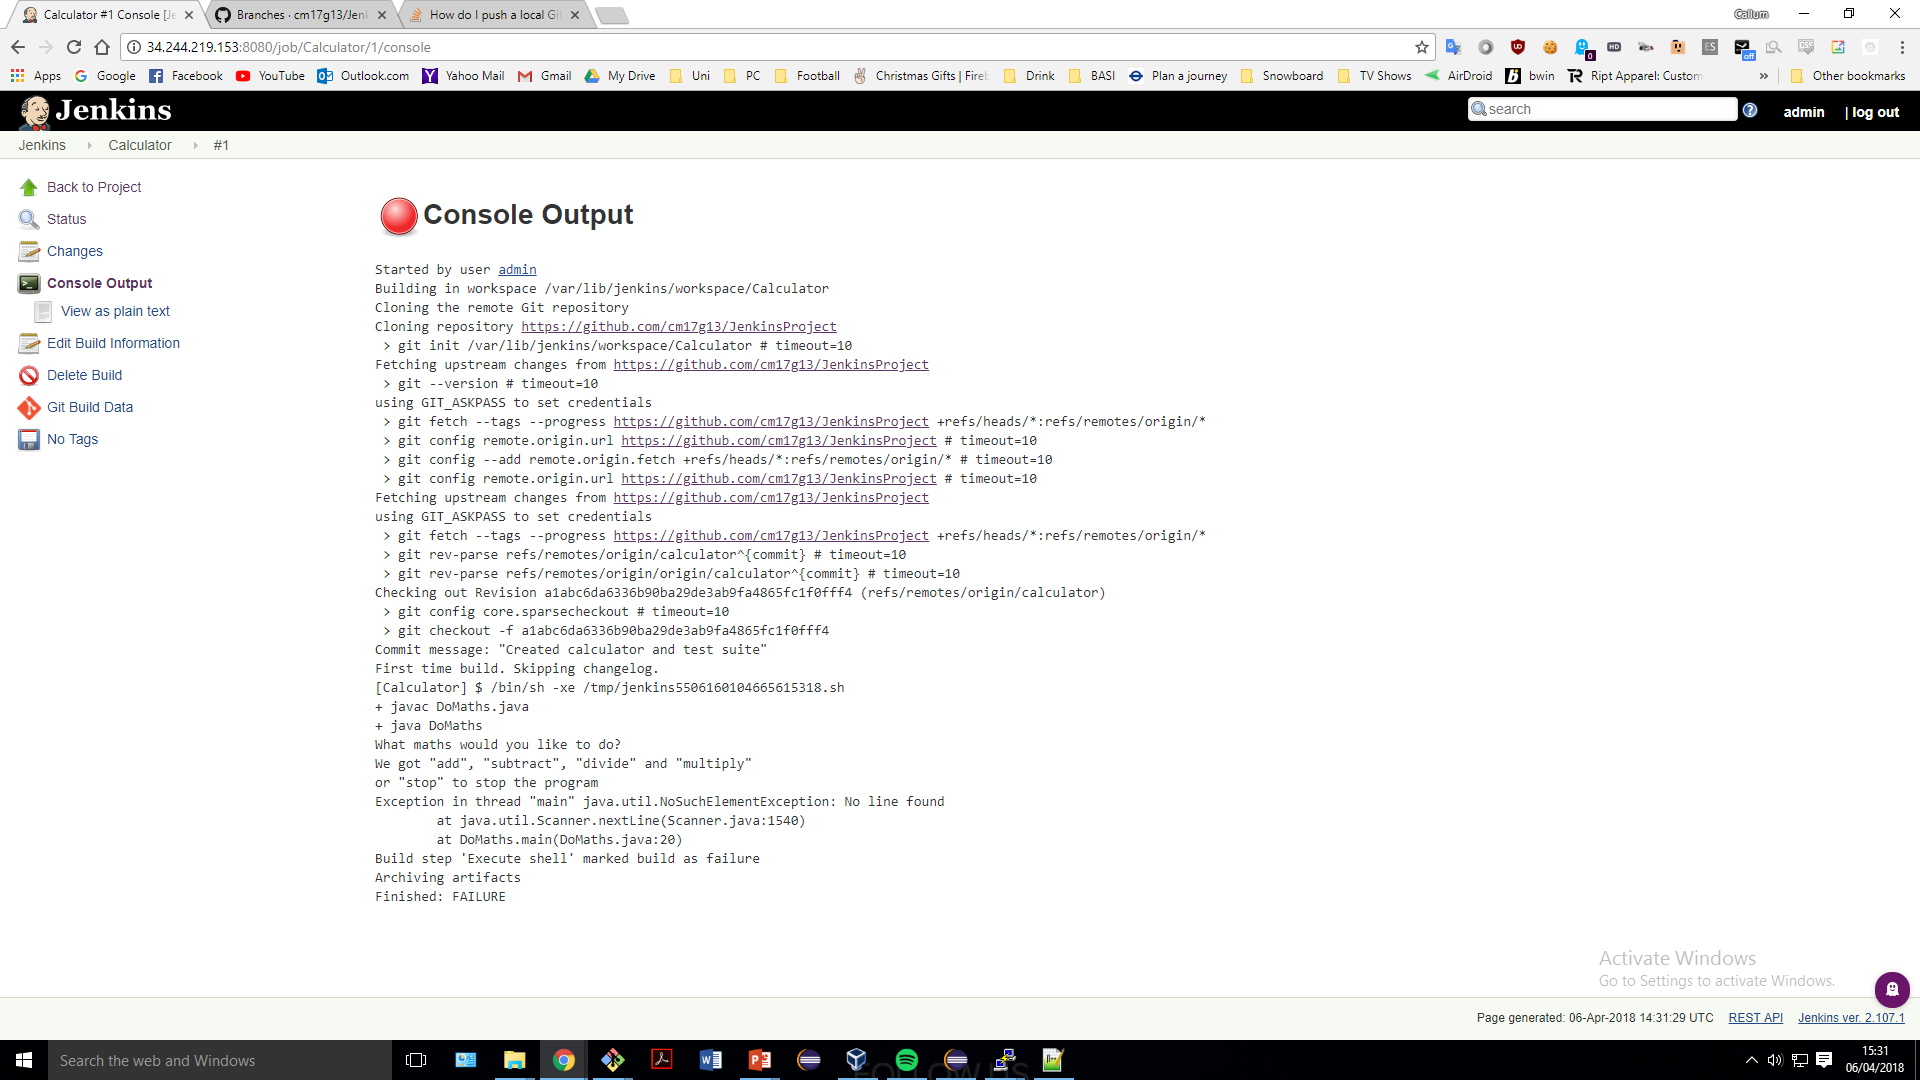 Calculator #1 Console [Je
Branches · cm17g13/Jenk
How do I push a local Git
Callum
34.244.219.153:8080/job/Calculator/1/console
Apps
Google
Facebook
YouTube
Outlook.com
Yahoo Mail
Gmail
My Drive
Uni
PC
Football
Christmas Gifts | Fireb
Drink
BASI
Plan a journey
Snowboard
TV Shows
AirDroid
bwin
Ript Apparel: Custom
»
Other bookmarks
Jenkins
search
admin
| log out
Jenkins
Calculator
#1
Back to Project
Status
Changes
Console Output
View as plain text
Edit Build Information
Delete Build
Git Build Data
No Tags
Console Output
Started by user admin
Building in workspace /var/lib/jenkins/workspace/Calculator
Cloning the remote Git repository
Cloning repository https://github.com/cm17g13/JenkinsProject
> git init /var/lib/jenkins/workspace/Calculator # timeout=10
Fetching upstream changes from https://github.com/cm17g13/JenkinsProject
> git --version # timeout=10
using GIT_ASKPASS to set credentials
> git fetch --tags --progress https://github.com/cm17g13/JenkinsProject +refs/heads/*:refs/remotes/origin/*
> git config remote.origin.url https://github.com/cm17g13/JenkinsProject # timeout=10
> git config --add remote.origin.fetch +refs/heads/*:refs/remotes/origin/* # timeout=10
> git config remote.origin.url https://github.com/cm17g13/JenkinsProject # timeout=10
Fetching upstream changes from https://github.com/cm17g13/JenkinsProject
using GIT_ASKPASS to set credentials
> git fetch --tags --progress https://github.com/cm17g13/JenkinsProject +refs/heads/*:refs/remotes/origin/*
> git rev-parse refs/remotes/origin/calculator^{commit} # timeout=10
> git rev-parse refs/remotes/origin/origin/calculator^{commit} # timeout=10
Checking out Revision a1abc6da6336b90ba29de3ab9fa4865fc1f0fff4 (refs/remotes/origin/calculator)
> git config core.sparsecheckout # timeout=10
> git checkout -f a1abc6da6336b90ba29de3ab9fa4865fc1f0fff4
Commit message: "Created calculator and test suite"
First time build. Skipping changelog.
[Calculator] $ /bin/sh -xe /tmp/jenkins5506160104665615318.sh
+ javac DoMaths.java
+ java DoMaths
What maths would you like to do?
We got "add", "subtract", "divide" and "multiply"
or "stop" to stop the program
Exception in thread "main" java.util.NoSuchElementException: No line found
at java.util.Scanner.nextLine(Scanner.java:1540)
at DoMaths.main(DoMaths.java:20)
Build step 'Execute shell' marked build as failure
Archiving artifacts
Finished: FAILURE
Activate Windows
Go to Settings to activate Windows.
Page generated: 06-Apr-2018 14:31:29 UTC
REST API
Jenkins ver. 2.107.1
Search the web and Windows
15:31
06/04/2018